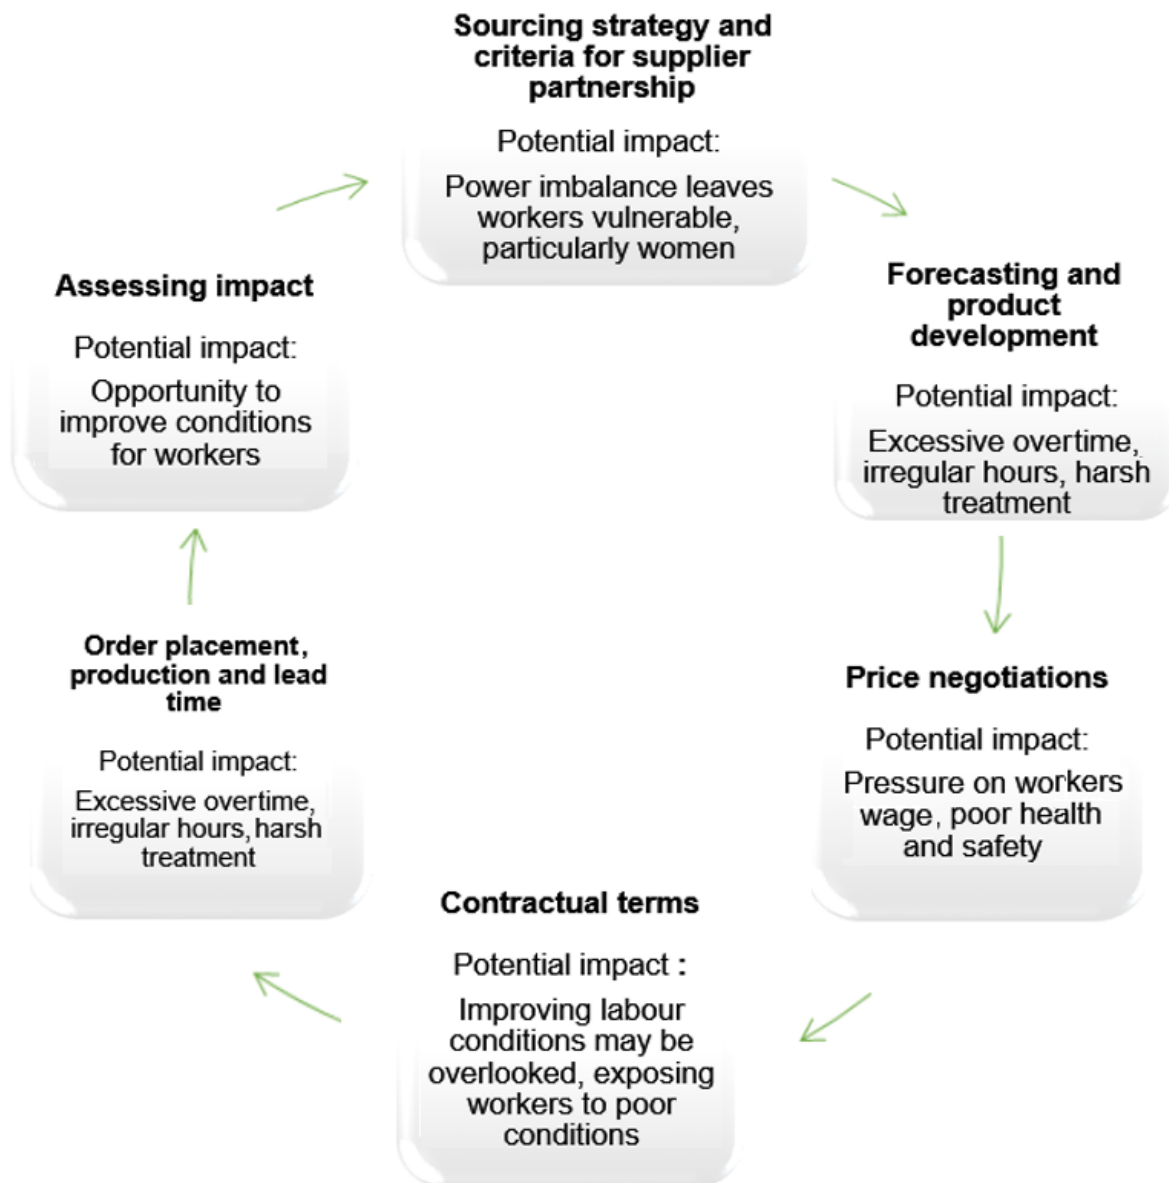 Sourcing strategy and
criteria for supplier
partnership
Potential impact:
Power imbalance leaves
workers vulnerable,
particularly women
Forecasting and
product
development
Potential impact:
Excessive overtime,
irregular hours, harsh
treatment
Price negotiations
Potential impact:
Pressure on workers
wage, poor health
and safety
Contractual terms
Potential impact :
Improving labour
conditions may be
overlooked, exposing
workers to poor
conditions
Order placement,
production and lead
time
Potential impact:
Excessive overtime,
irregular hours, harsh
treatment
Assessing impact
Potential impact:
Opportunity to
improve conditions
for workers